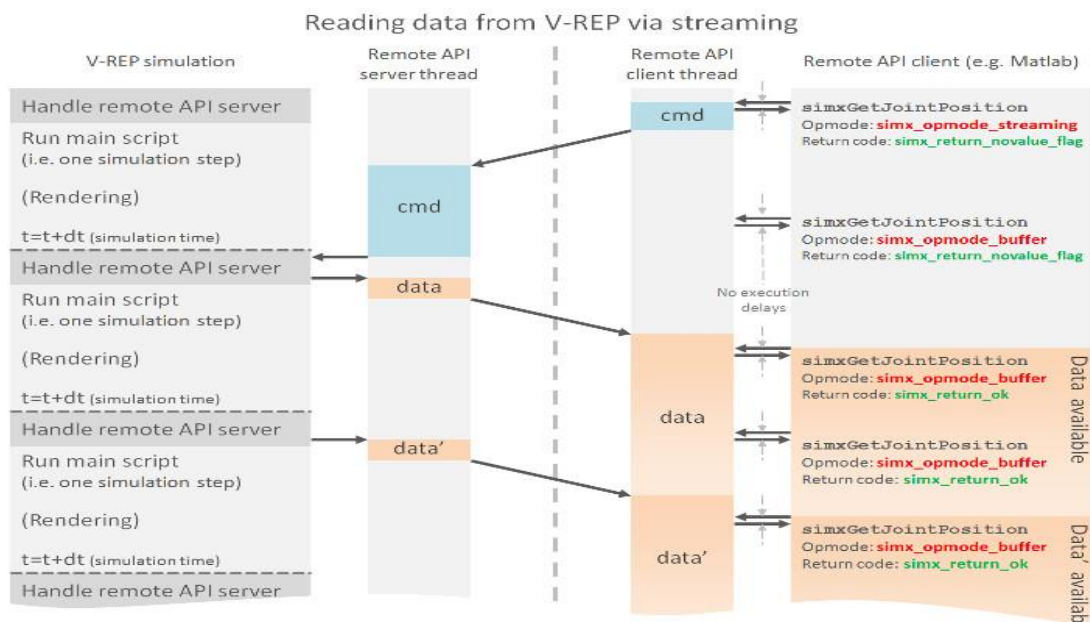 Reading data from V-REP via streaming
V-REP simulation
Remote API
server thread
Remote API
client thread
Remote API client (e.g. Matlab)
Handle remote API server
Run main script
(i.e. one simulation step)
(Rendering)
t=t+dt (simulation time)
Handle remote API server
Run main script
(i.e. one simulation step)
(Rendering)
t=t+dt (simulation time)
Handle remote API server
Run main script
(i.e. one simulation step)
(Rendering)
t=t+dt (simulation time)
Handle remote API server
cmd
data
data'
cmd
data
data'
No execution
delays
simxGetJointPosition
Opmode: simx_opmode_streaming
Return code: simx_return_novalue_flag
simxGetJointPosition
Opmode: simx_opmode_buffer
Return code: simx_return_novalue_flag
simxGetJointPosition
Opmode: simx_opmode_buffer
Return code: simx_return_ok
simxGetJointPosition
Opmode: simx_opmode_buffer
Return code: simx_return_ok
simxGetJointPosition
Opmode: simx_opmode_buffer
Return code: simx_return_ok
Data available
Data' availab